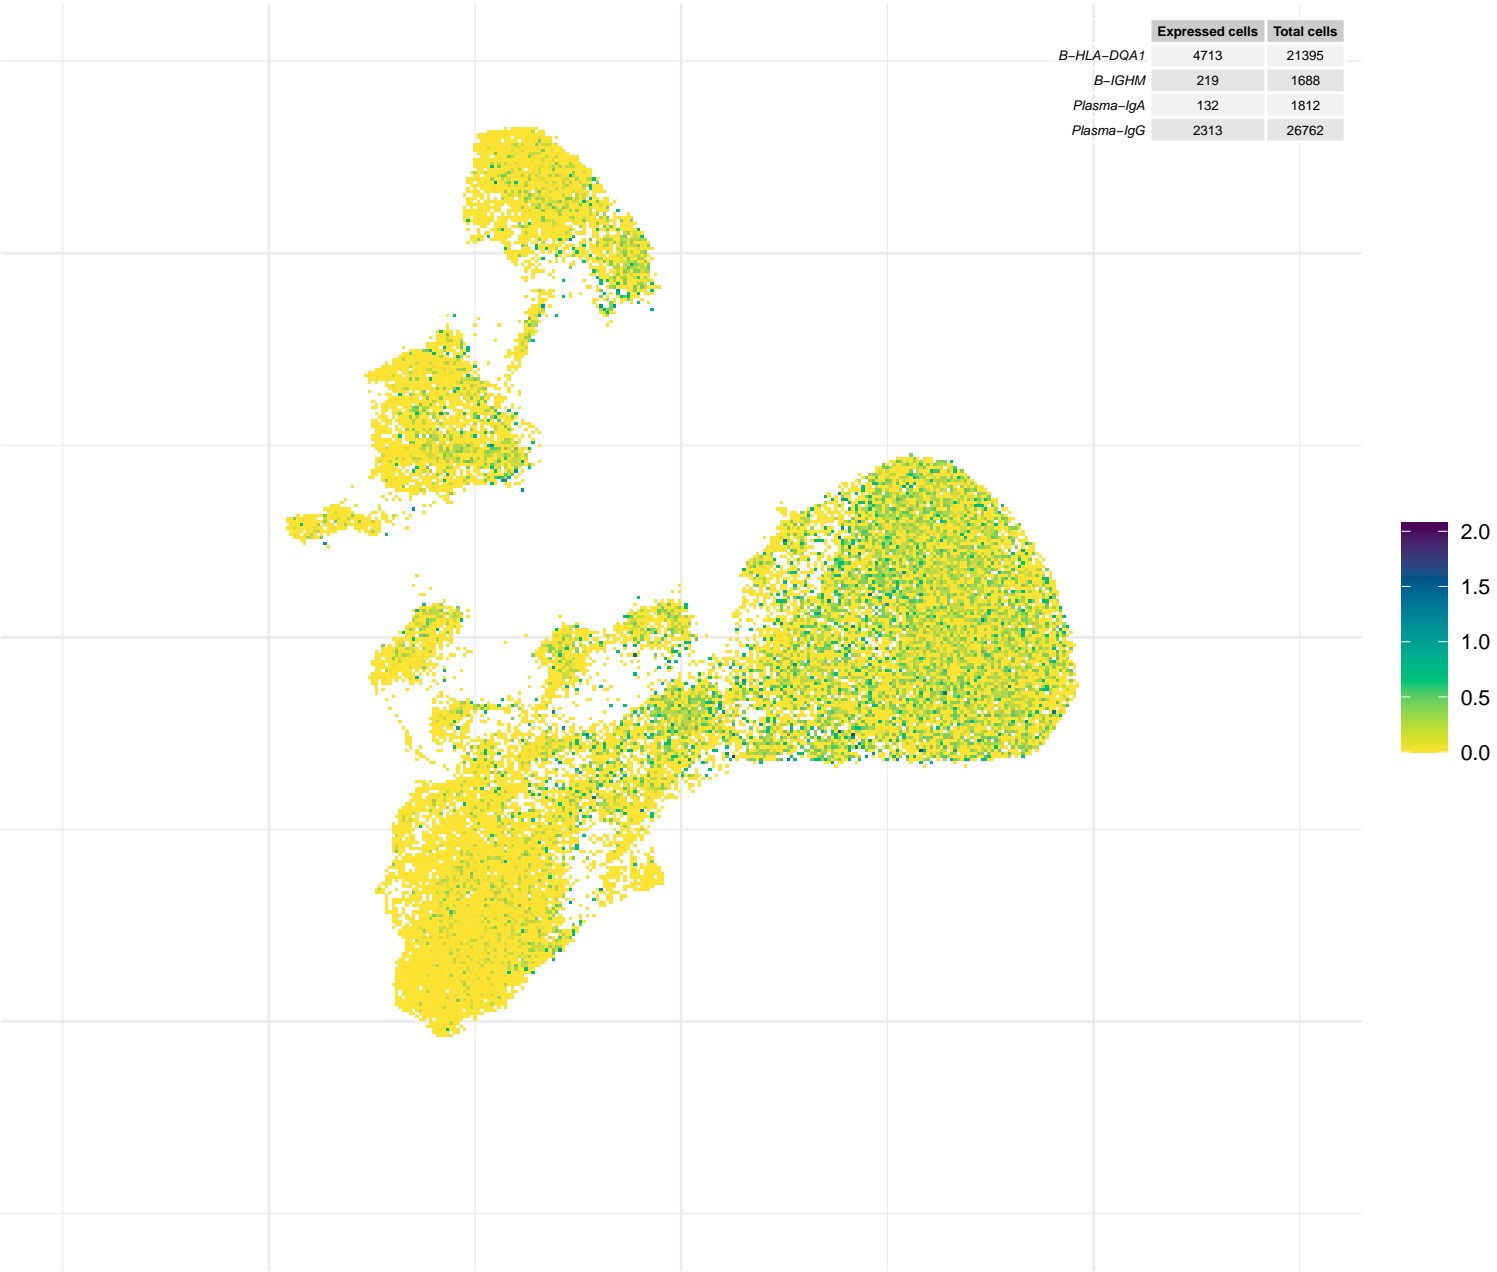 Expressed cells Total cells
B−HLA−DQA1 4713 21395
B−IGHM 219 1688
Plasma−IgA 132 1812
Plasma−IgG 2313 26762
2.0
1.5
1.0
0.5
0.0